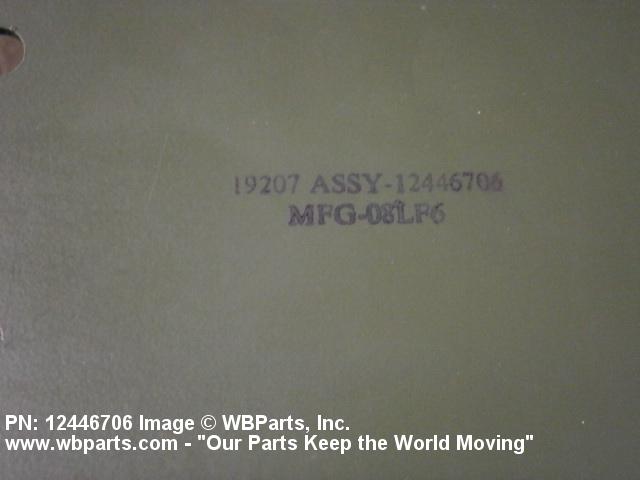 19207 ASSY-12446706
MFG-08LF6
PN: 12446706 Image © WBParts, Inc.
www.wbparts.com - "Our Parts Keep the World Moving"